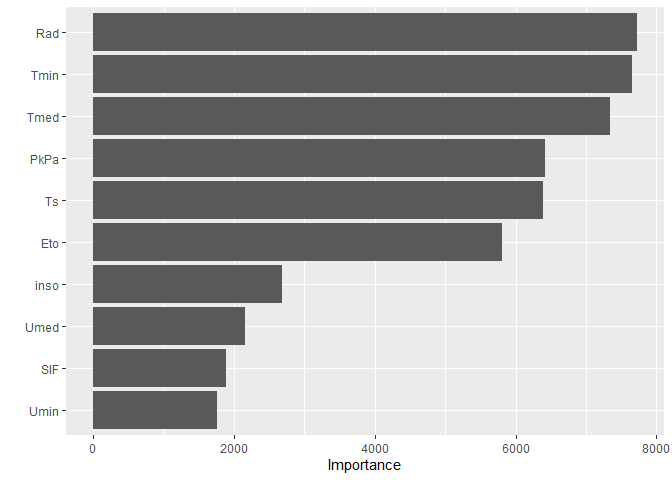 Rad
Tmin
Tmed
PkPa
Ts
Eto
inso
Umed
SIF
Umin
0 2000 4000 6000 8000
Importance